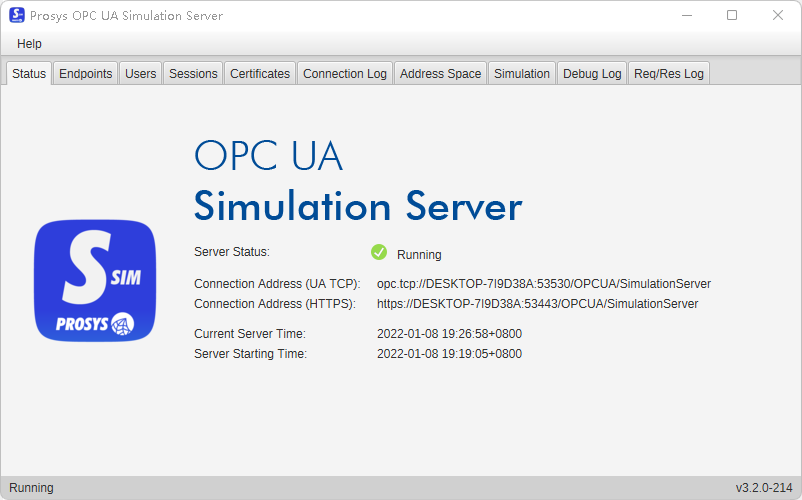 Prosys OPC UA Simulation Server
Help
Status Endpoints Users Sessions Certificates Connection Log Address Space Simulation Debug Log Req/Res Log
OPC UA
Simulation Server
S SIM
PROSYS
Server Status: Running
Connection Address (UA TCP): opc.tcp://DESKTOP-7I9D38A:53530/OPCUA/SimulationServer
Connection Address (HTTPS): https://DESKTOP-7I9D38A:53443/OPCUA/SimulationServer
Current Server Time: 2022-01-08 19:26:58+0800
Server Starting Time: 2022-01-08 19:19:05+0800
Running v3.2.0-214